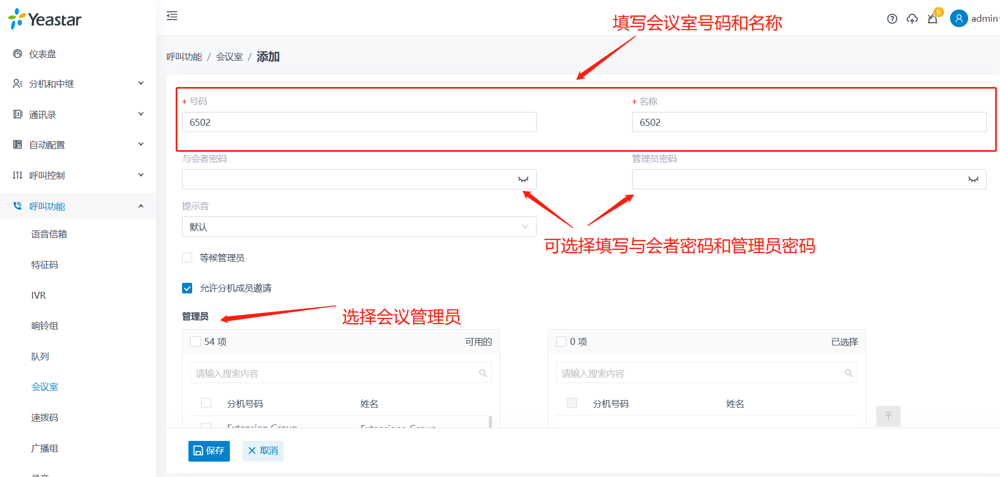 Yeastar
填写会议室号码和名称
9
admin
仪表盘
分机和中继
通讯录
自动配置
呼叫控制
呼叫功能
语音信箱
特征码
IVR
响铃组
队列
会议室
速拨码
广播组
呼叫功能 / 会议室 / 添加
* 号码
* 名称
6502
6502
与会者密码
管理员密码
提示音
默认
可选择填写与会者密码和管理员密码
等候管理员
允许分机成员邀请
管理员
选择会议管理员
54 项
可用的
0 项
已选择
请输入搜索内容
请输入搜索内容
分机号码
姓名
分机号码
姓名
Extension Group
Extensions Group
保存
取消